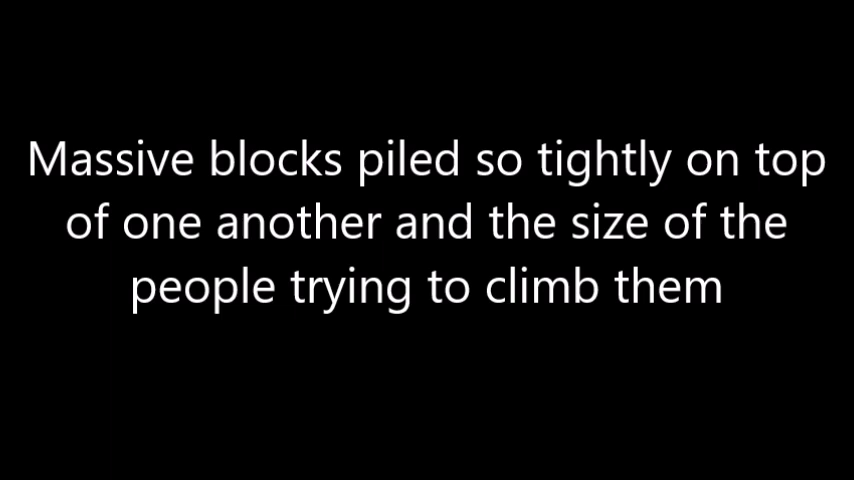 Massive blocks piled so tightly on top
of one another and the size of the
people trying to climb them